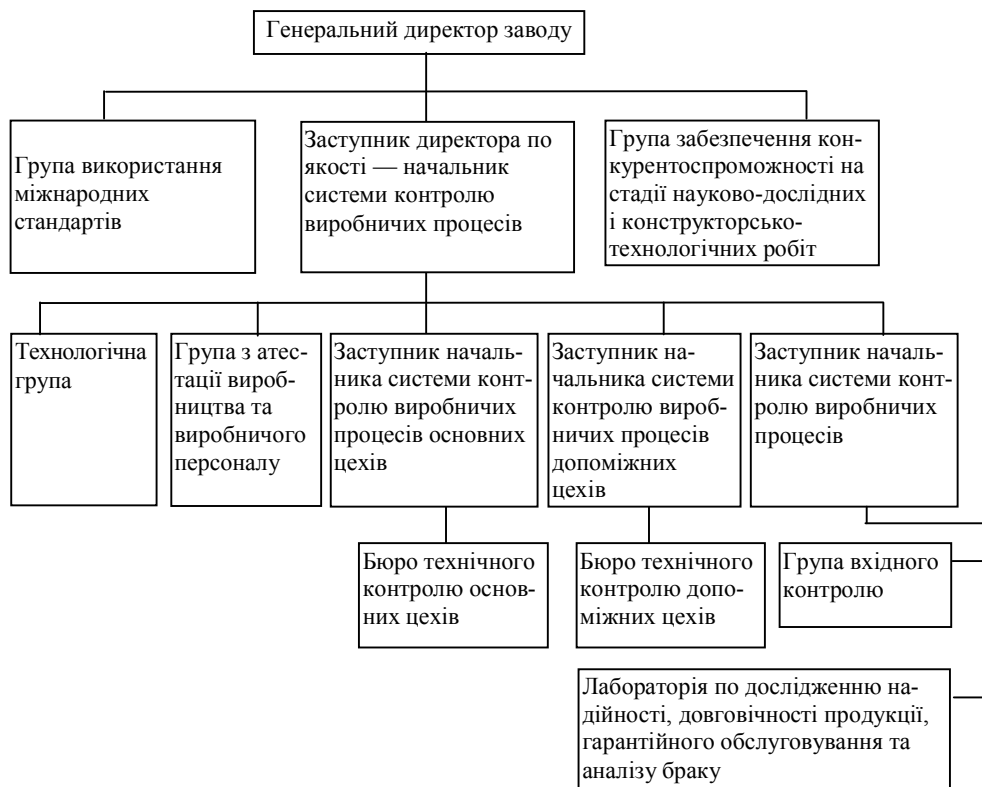 Генеральний директор заводу
Група використання
міжнародних
стандартів
Заступник директора по
якості — начальник
системи контролю
виробничих процесів
Група забезпечення кон-
курентоспроможності на
стадії науково-дослідних
і конструкторсько-
технологічних робіт
Технологічна
група
Група з атес-
тації вироб-
ництва та
виробничого
персоналу
Заступник началь-
ника системи конт-
ролю виробничих
процесів основних
цехів
Заступник на-
чальника системи
контролю вироб-
ничих процесів
допоміжних
цехів
Заступник началь-
ника системи конт-
ролю виробничих
процесів
Бюро технічного
контролю основ-
них цехів
Бюро технічного
контролю допо-
міжних цехів
Група вхідного
контролю
Лабораторія по дослідженню на-
дійності, довговічності продукції,
гарантійного обслуговування та
аналізу браку